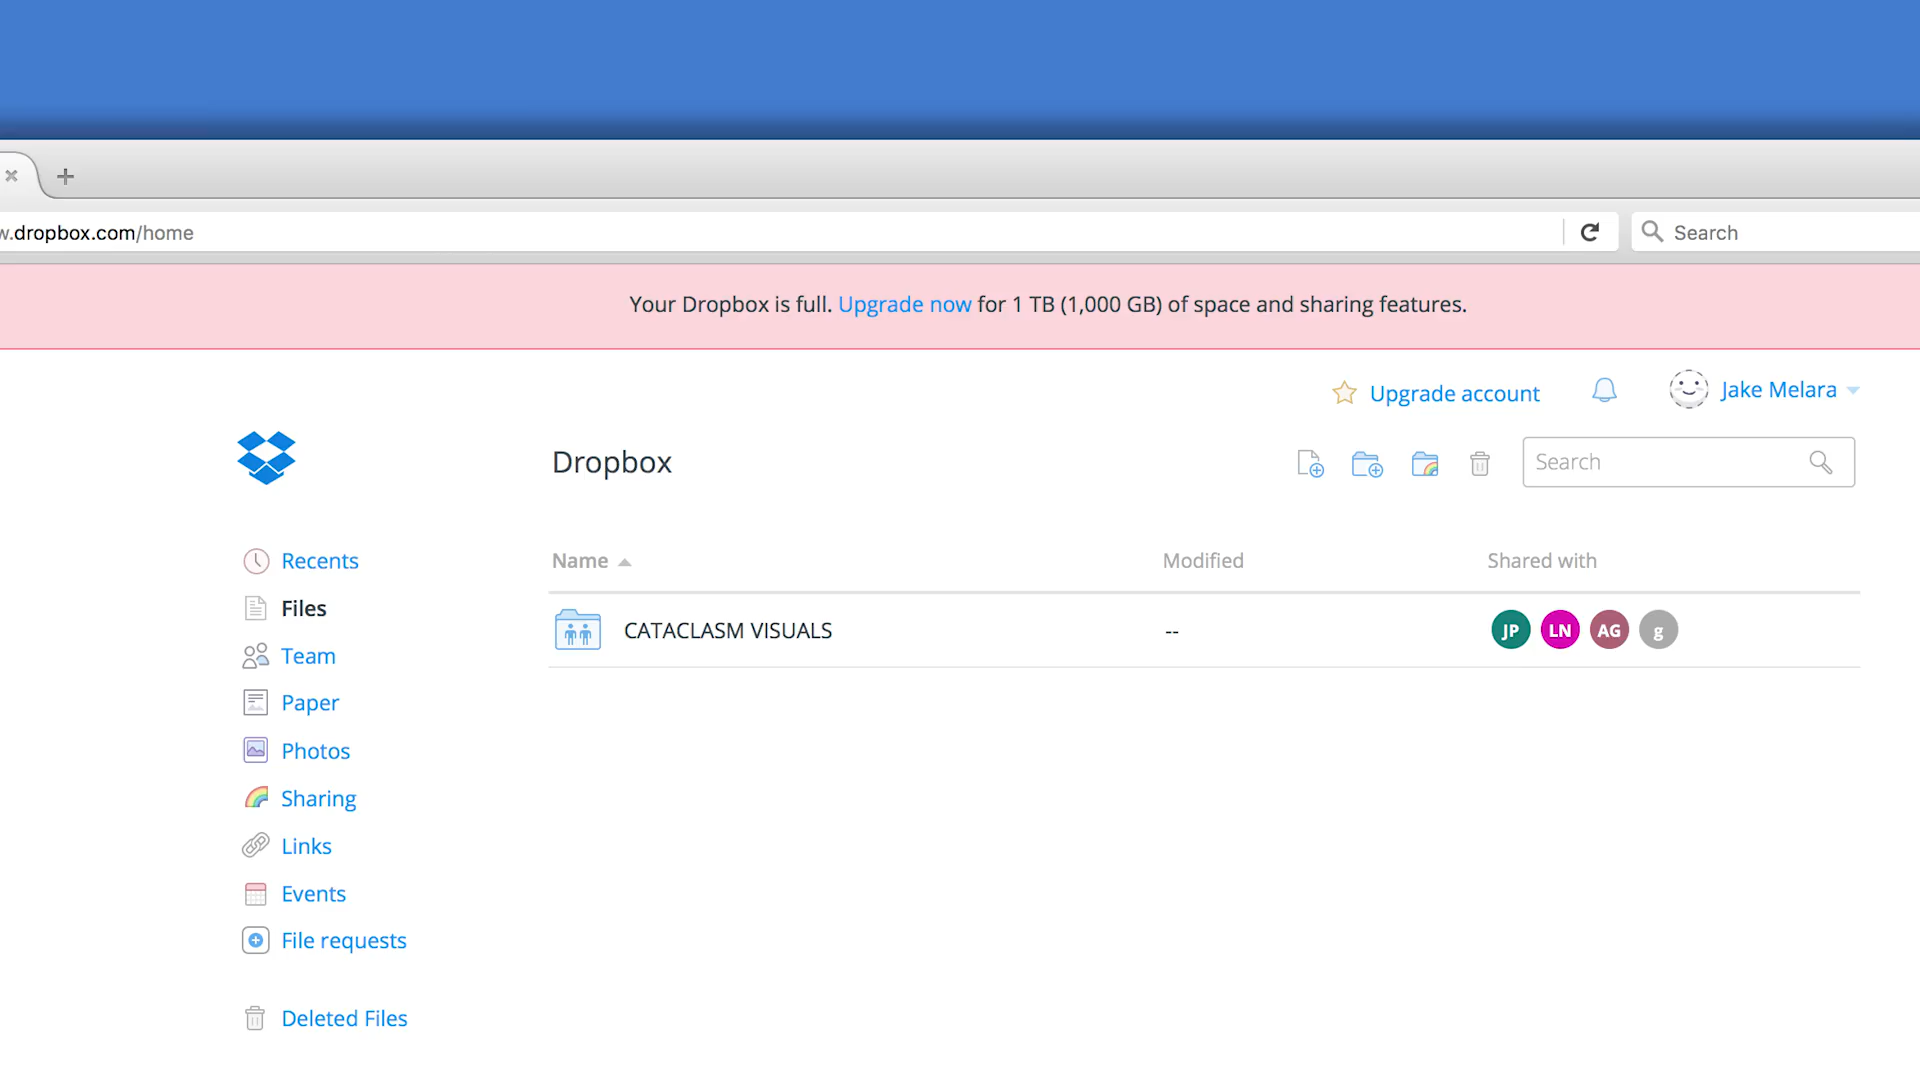 w.dropbox.com/home
Search
Your Dropbox is full. Upgrade now for 1 TB (1,000 GB) of space and sharing features.
Upgrade account
Jake Melara
Dropbox
Search
Name
Modified
Shared with
CATACLASM VISUALS
--
JP
LN
AG
g
Recents
Files
Team
Paper
Photos
Sharing
Links
Events
File requests
Deleted Files